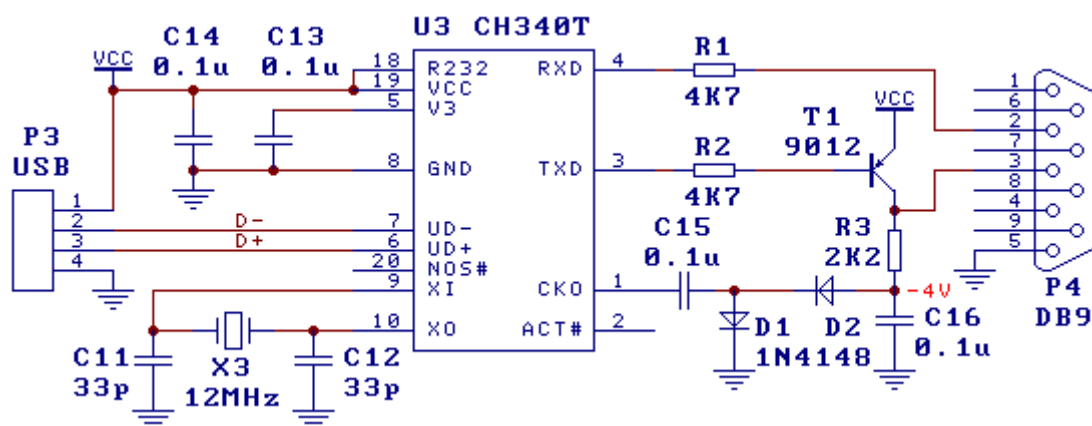 U3 CH340T
C14
C13
R1
VCC
0.1u
0.1u
18
R232
RXD
4
19
VCC
4K7
VCC
1
5
V3
6
P3
T1
2
USB
9012
7
8
GND
TXD
3
R2
3
1
4K7
8
2
D-
7
UD-
C15
R3
4
3
D+
6
UD+
0.1u
2K2
9
4
20
NOS#
5
9
XI
CKO
1
-4V
P4
10
XO
ACT#
2
D1
D2
C16
DB9
C11
X3
C12
1N4148
0.1u
33p
12MHz
33p